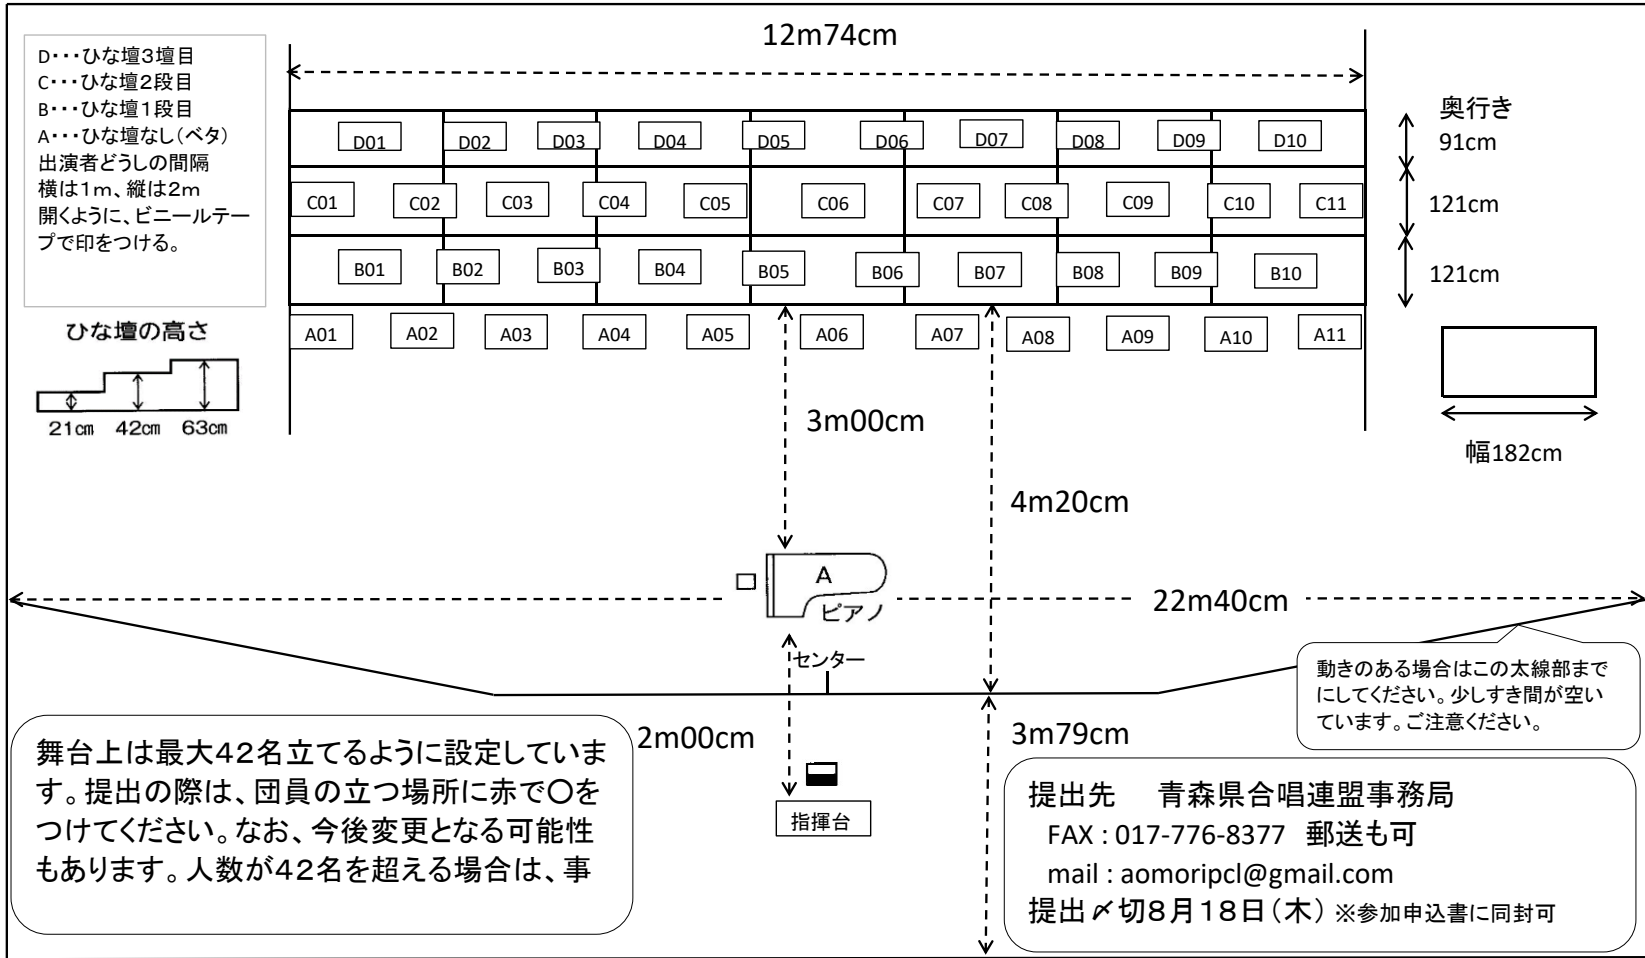 D・・・ひな壇3壇目
C・・・ひな壇2段目
B・・・ひな壇1段目
A・・・ひな壇なし(ベタ)
出演者どうしの間隔
横は1m、縦は2m
開くように、ビニールテー
プで印をつける。
12m74cm
奥行き
91cm
121cm
121cm
D01 D02 D03 D04 D05 D06 D07 D08 D09 D10
C01 C02 C03 C04 C05 C06 C07 C08 C09 C10 C11
B01 B02 B03 B04 B05 B06 B07 B08 B09 B10
A01 A02 A03 A04 A05 A06 A07 A08 A09 A10 A11
ひな壇の高さ
21cm 42cm 63cm
幅182cm
3m00cm
4m20cm
A
ピアノ
22m40cm
センター
動きのある場合はこの太線部まで
にしてください。少しすき間が空い
ています。ご注意ください。
2m00cm
3m79cm
指揮台
舞台上は最大42名立てるように設定していま
す。提出の際は、団員の立つ場所に赤で〇を
つけてください。なお、今後変更となる可能性
もあります。人数が42名を超える場合は、事
提出先 青森県合唱連盟事務局
FAX : 017-776-8377 郵送も可
mail : aomoripcl@gmail.com
提出〆切8月18日(木) ※参加申込書に同封可